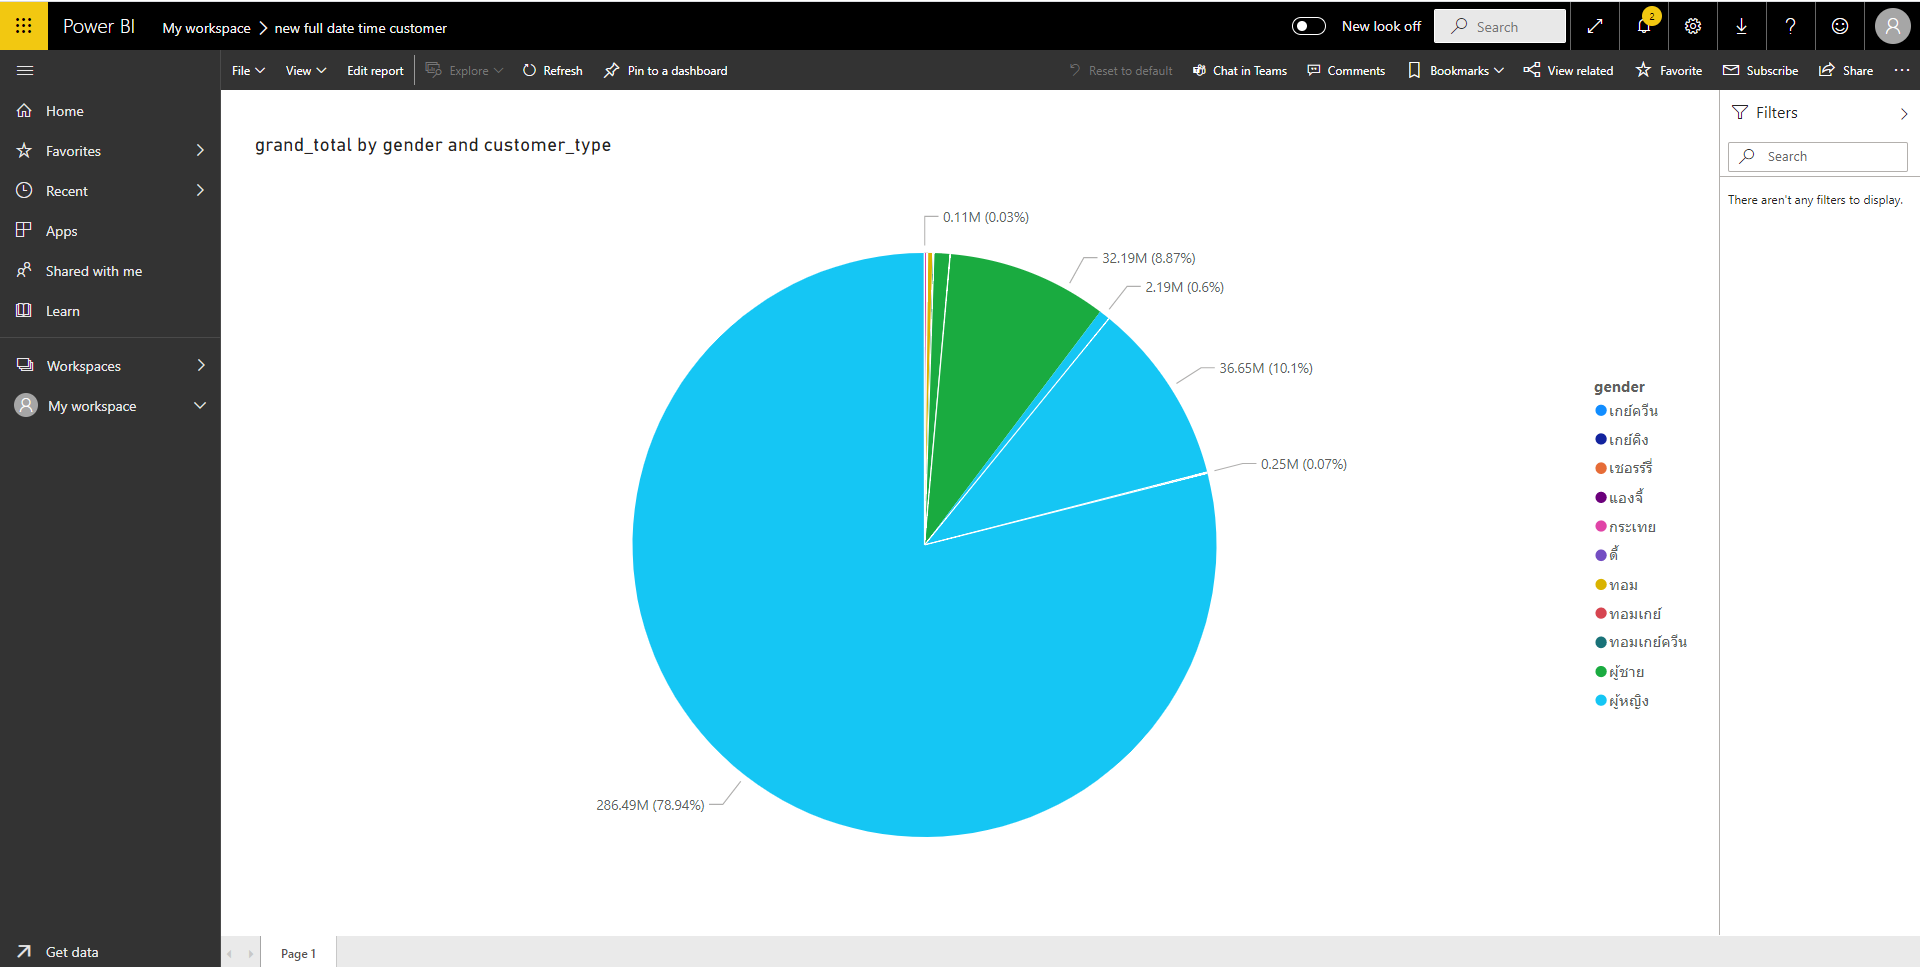 Power BI
My workspace > new full date time customer
New look off
Search
2
File
View
Edit report
Explore
Refresh
Pin to a dashboard
Reset to default
Chat in Teams
Comments
Bookmarks
View related
Favorite
Subscribe
Share
Home
Favorites
Recent
Apps
Shared with me
Learn
Workspaces
My workspace
Get data
grand_total by gender and customer_type
0.11M (0.03%)
32.19M (8.87%)
2.19M (0.6%)
36.65M (10.1%)
0.25M (0.07%)
286.49M (78.94%)
gender
เกย์ควีน
เกย์คิง
เชอรร์รี่
แองจี้
กระเทย
ตี้
ทอม
ทอมเกย์
ทอมเกย์ควีน
ผู้ชาย
ผู้หญิง
Filters
Search
There aren't any filters to display.
Page 1